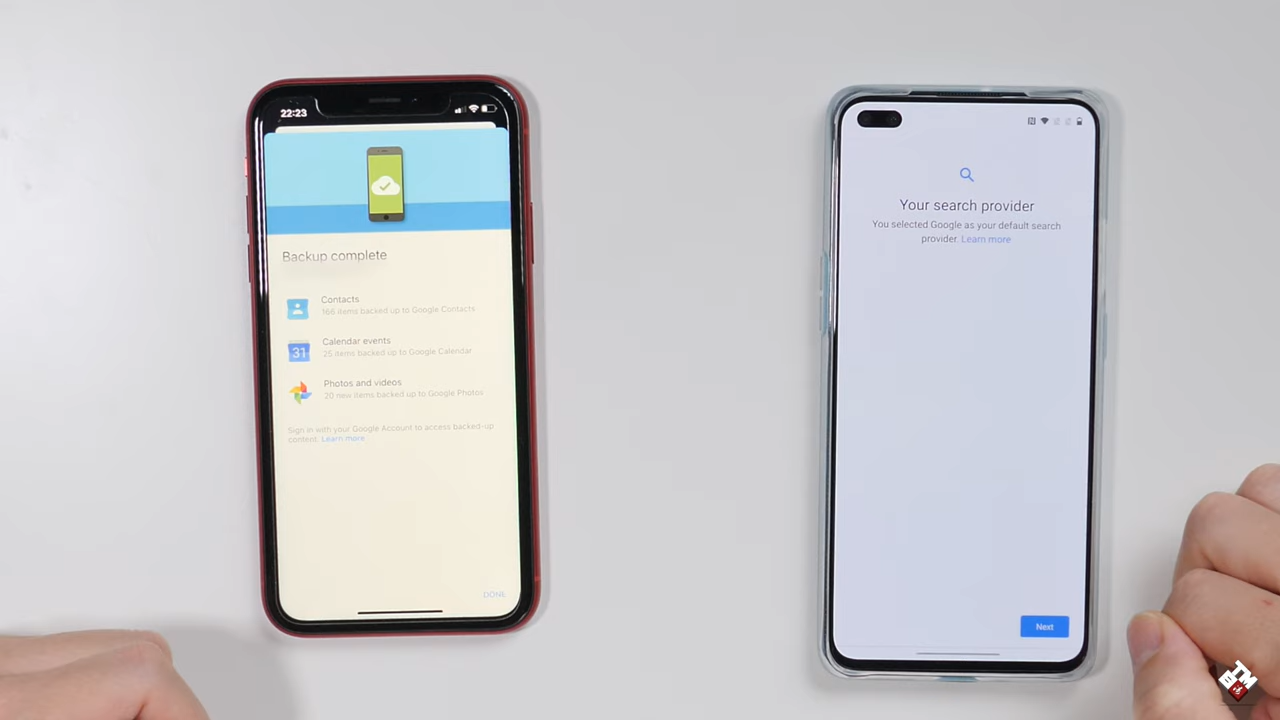 22:23
Backup complete
Contacts
166 items backed up to Google Contacts
Calendar events
31
25 items backed up to Google Calendar
Photos and videos
20 new items backed up to Google Photos
Sign in with your Google Account to access backed-up
content. Learn more
DONE
Your search provider
You selected Google as your default search
provider. Learn more
Next
BTM